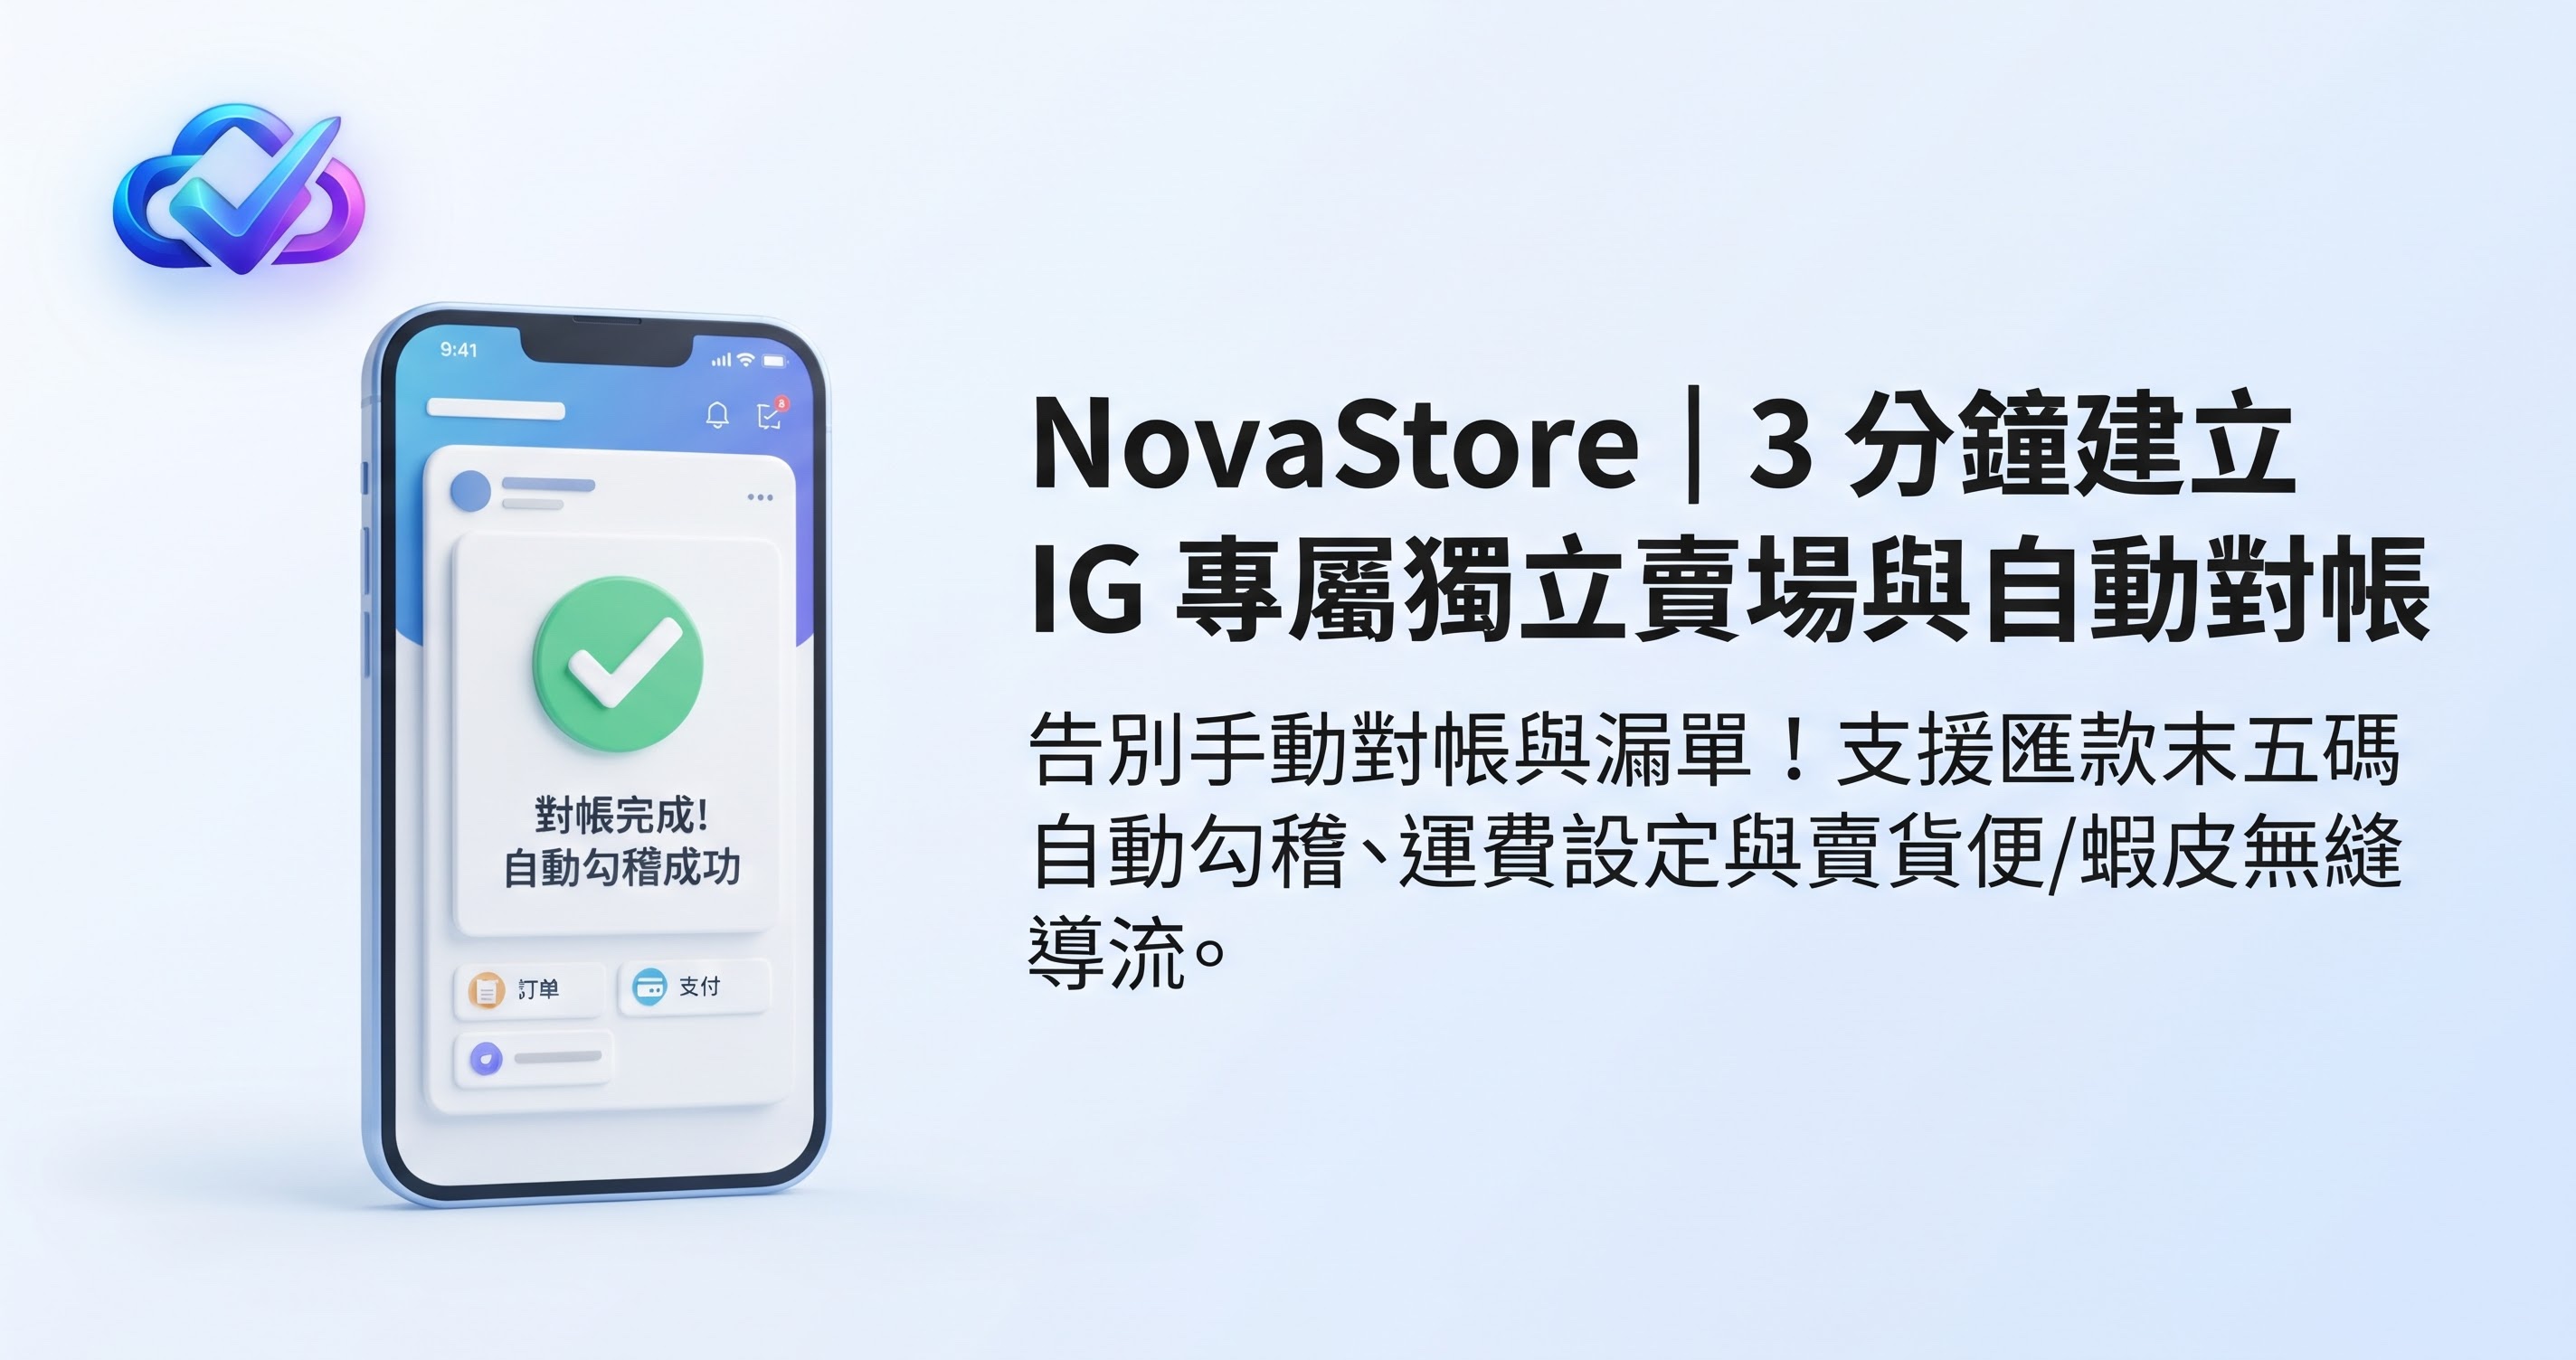 9:41
8
對帳完成!
自動勾稽成功
訂单
支付
NovaStore｜3 分鐘建立
IG 專屬獨立賣場與自動對帳
告別手動對帳與漏單！支援匯款末五碼
自動勾稽、運費設定與賣貨便/蝦皮無縫
導流。